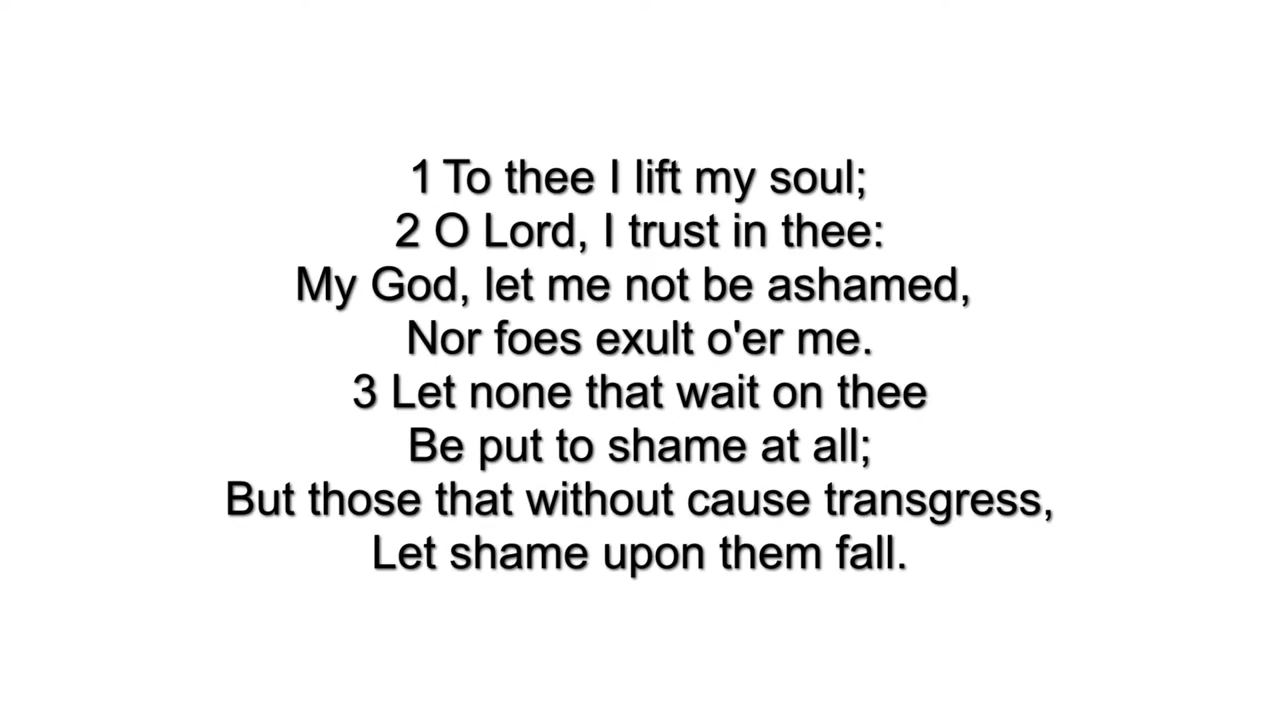 1 To thee I lift my soul;
2 O Lord, I trust in thee:
My God, let me not be ashamed,
Nor foes exult o'er me.
3 Let none that wait on thee
Be put to shame at all;
But those that without cause transgress,
Let shame upon them fall.